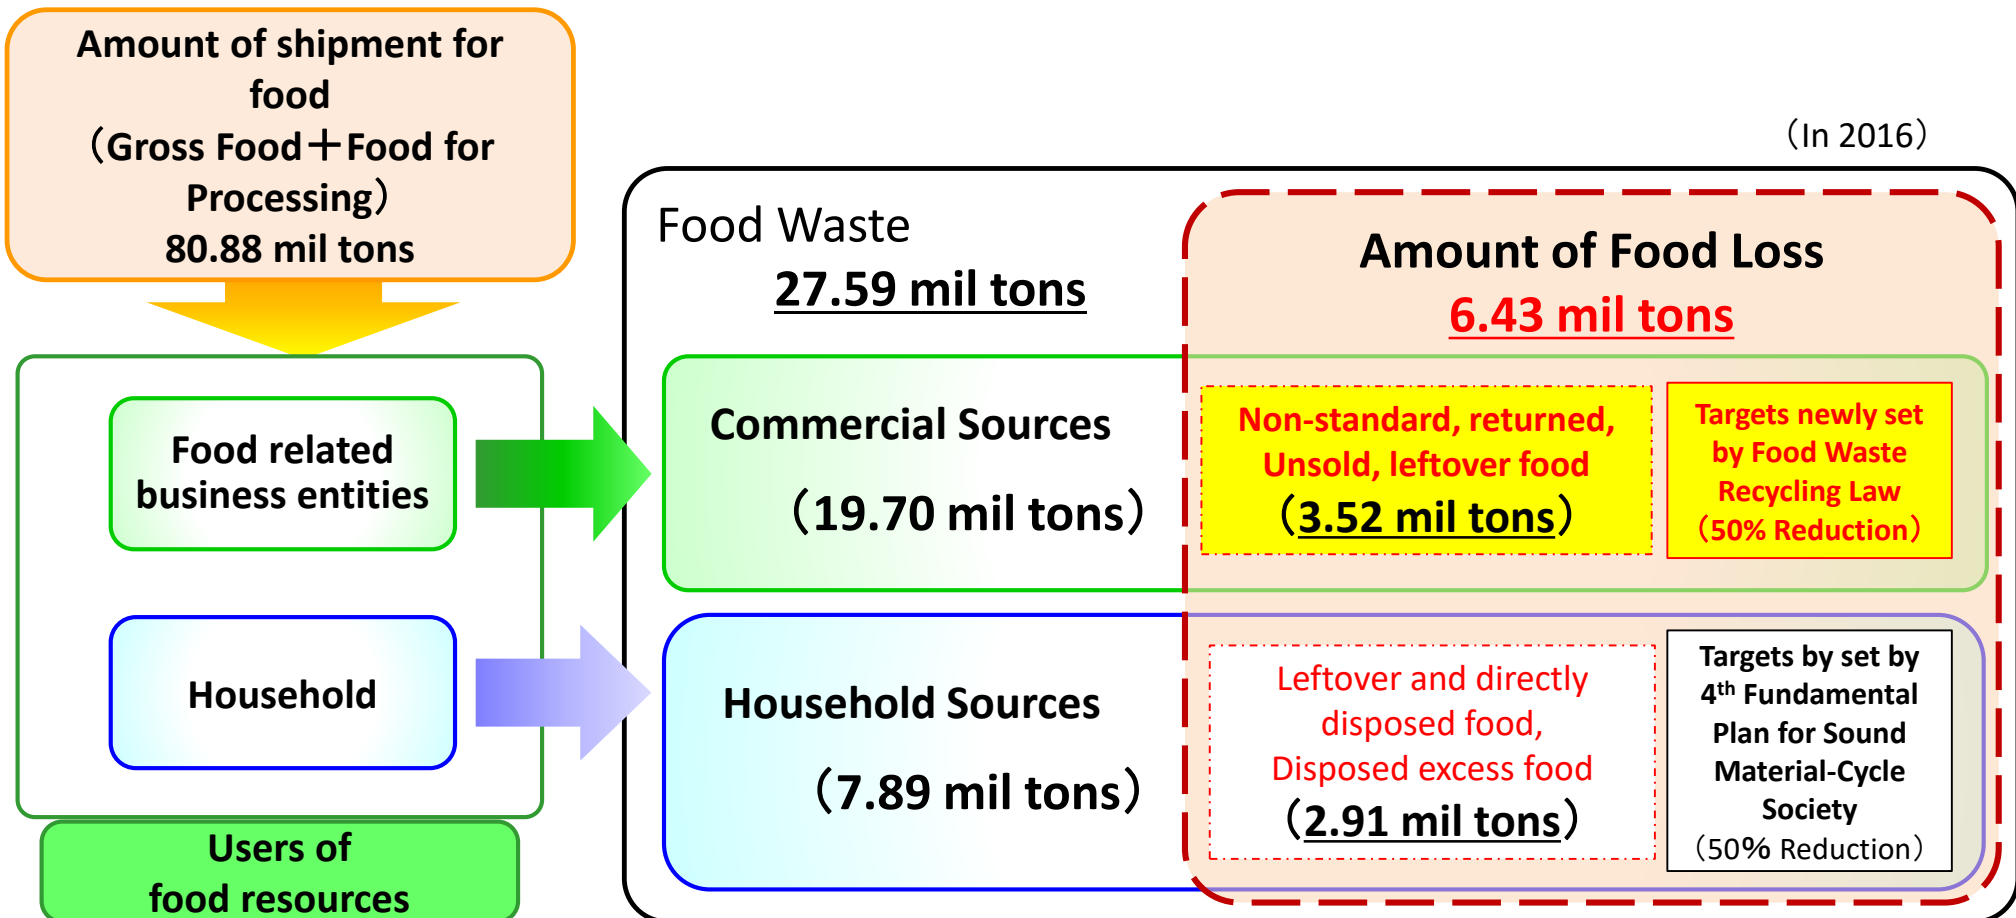 Amount of shipment for
food
（Gross Food＋Food for
Processing）
80.88 mil tons
（In 2016）
Food Waste
27.59 mil tons
Amount of Food Loss
6.43 mil tons
Food related
business entities
Commercial Sources
（19.70 mil tons）
Non-standard, returned,
Unsold, leftover food
（3.52 mil tons）
Targets newly set
by Food Waste
Recycling Law
（50% Reduction）
Household
Household Sources
（7.89 mil tons）
Leftover and directly
disposed food,
Disposed excess food
（2.91 mil tons）
Targets by set by
4th Fundamental
Plan for Sound
Material-Cycle
Society
（50% Reduction）
Users of
food resources